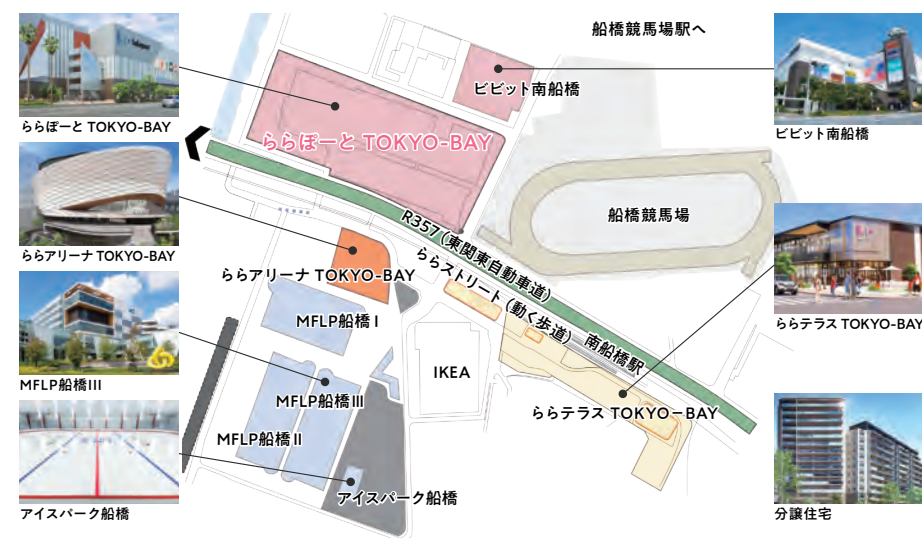 ららぽーと TOKYO-BAY
ららアリーナ TOKYO-BAY
MFLP船橋III
アイスパーク船橋
船橋競馬場駅へ
ビビット南船橋
ららぽーと TOKYO-BAY
船橋競馬場
R357（東関東自動車道）
ららストリート（動く歩道）
南船橋駅
ららアリーナ TOKYO-BAY
MFLP船橋 I
IKEA
MFLP船橋III
MFLP船橋 II
ららテラス TOKYO−BAY
アイスパーク船橋
ビビット南船橋
ららテラス TOKYO-BAY
分譲住宅